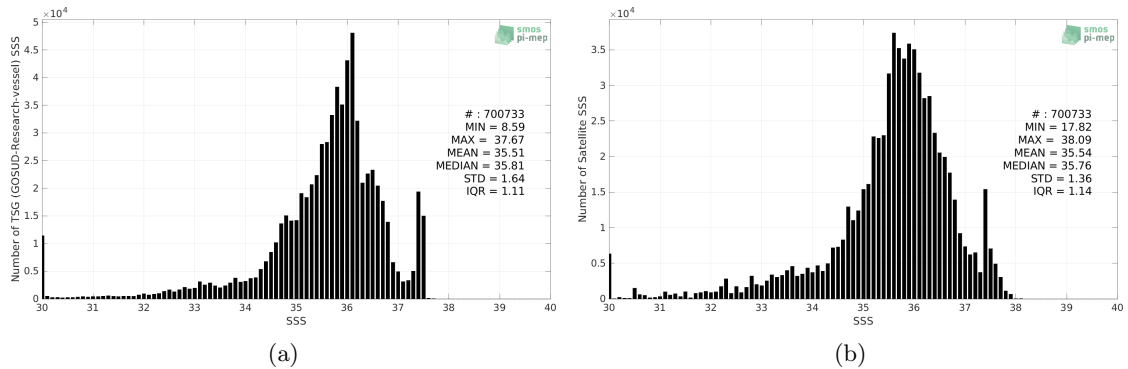 ×10⁴
5
4.5
4
3.5
3
2.5
2
1.5
1
0.5
0
Number of TSG (GOSUD-Research-vessel) SSS
30 31 32 33 34 35 36 37 38 39 40
SSS
smos
pi-mep
# : 700733
MIN = 8.59
MAX = 37.67
MEAN = 35.51
MEDIAN = 35.81
STD = 1.64
IQR = 1.11
(a)
×10⁴
3.5
3
2.5
2
1.5
1
0.5
0
Number of Satellite SSS
30 31 32 33 34 35 36 37 38 39 40
SSS
smos
pi-mep
# : 700733
MIN = 17.82
MAX = 38.09
MEAN = 35.54
MEDIAN = 35.76
STD = 1.36
IQR = 1.14
(b)